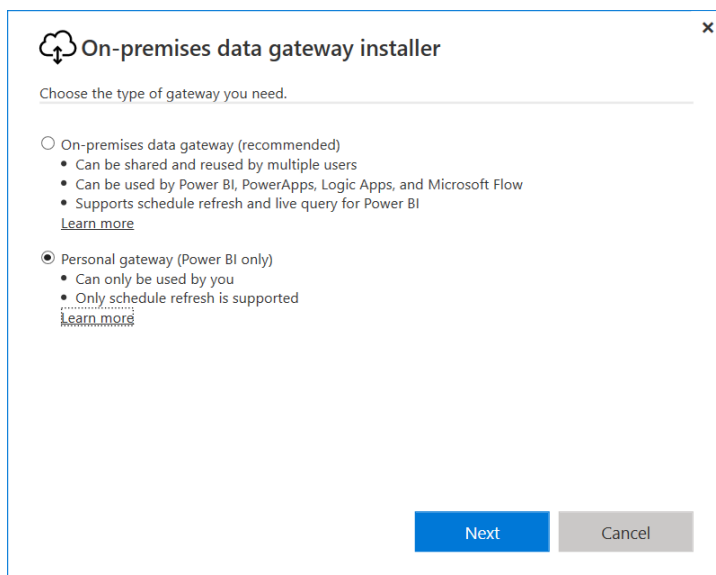 On-premises data gateway installer
Choose the type of gateway you need.
On-premises data gateway (recommended)
• Can be shared and reused by multiple users
• Can be used by Power BI, PowerApps, Logic Apps, and Microsoft Flow
• Supports schedule refresh and live query for Power BI
Learn more
Personal gateway (Power BI only)
• Can only be used by you
• Only schedule refresh is supported
Learn more
Next
Cancel